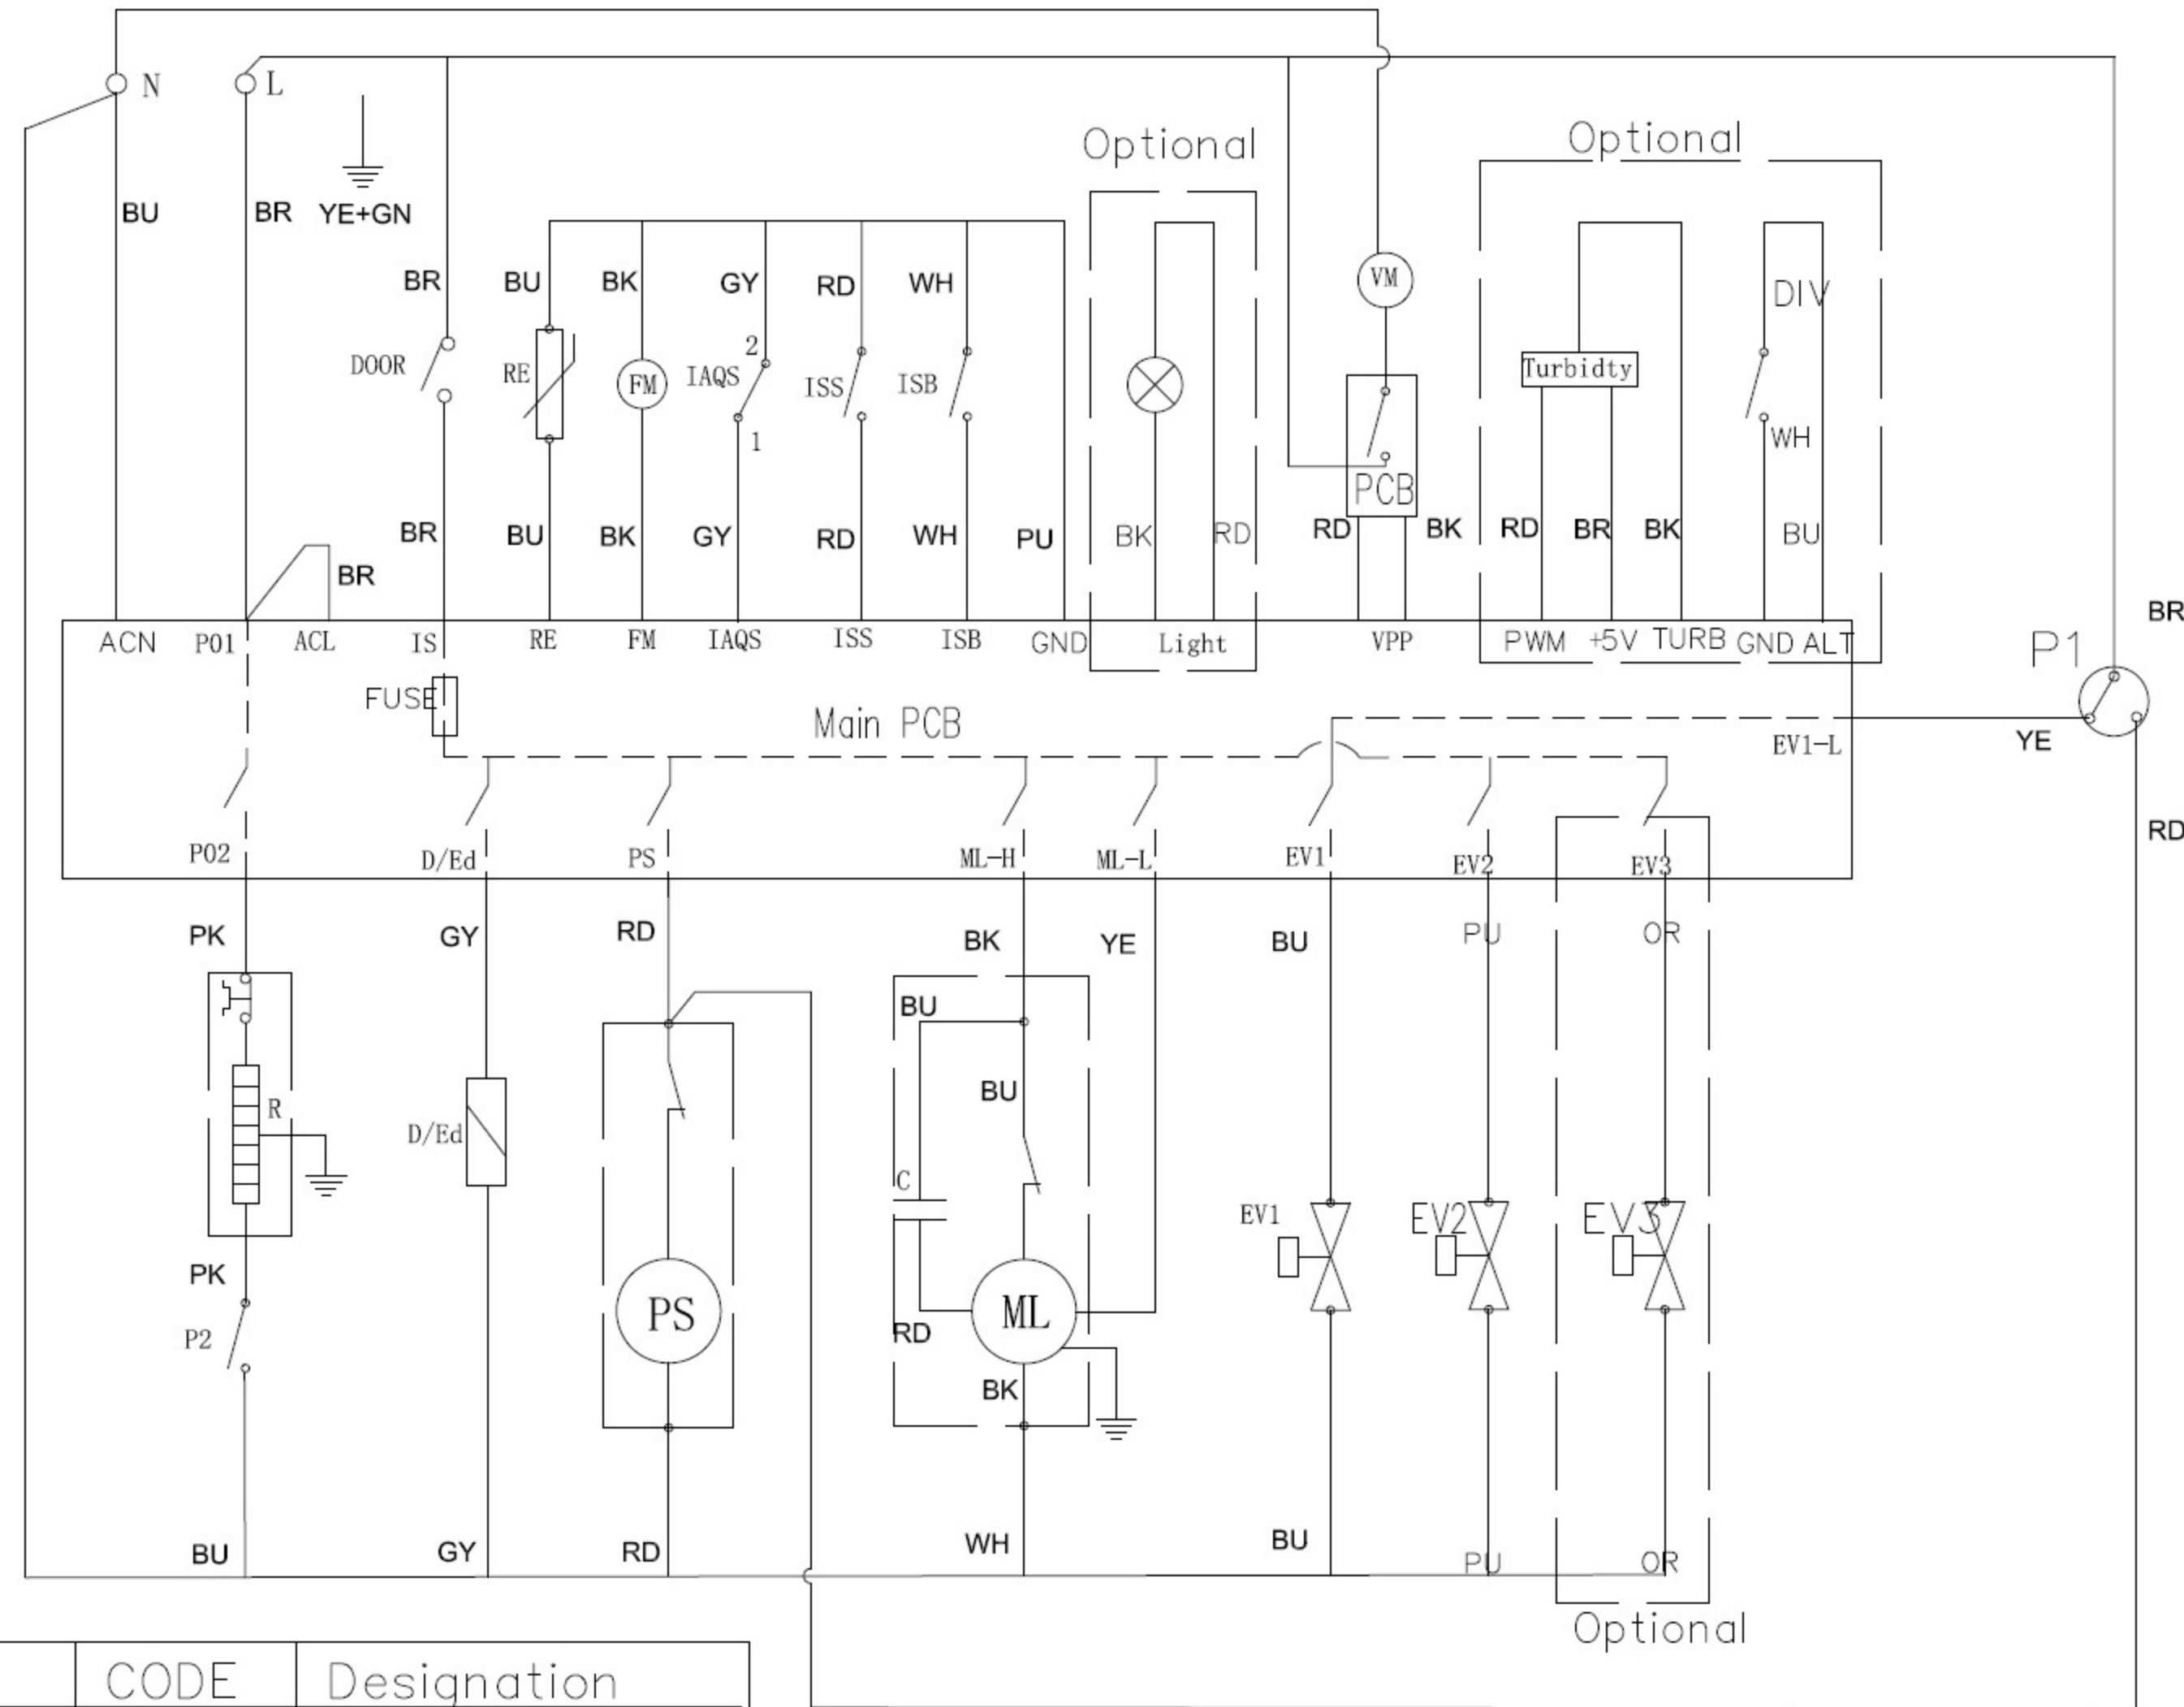 N
L
Optional
Optional
BU
BR
YE+GN
BR
BU
BK
GY
RD
WH
VM
DIV
DOOR
RE
FM
2
IAQS
1
ISS
ISB
Turbidty
WH
PCB
BR
BU
BK
GY
RD
WH
PU
BK
RD
RD
BK
RD
BR
BK
BU
BR
BR
ACN
P01
ACL
IS
RE
FM
IAQS
ISS
ISB
GND
Light
VPP
PWM
+5V
TURB
GND
ALT
P1
FUSE
Main PCB
EV1-L
YE
RD
P02
D/Ed
PS
ML-H
ML-L
EV1
EV2
EV3
PK
GY
RD
BK
YE
BU
PU
OR
BU
BU
R
D/Ed
C
EV1
EV2
EV3
PK
PS
ML
P2
RD
BK
BU
GY
RD
WH
BU
PU
OR
Optional
CODE
Designation